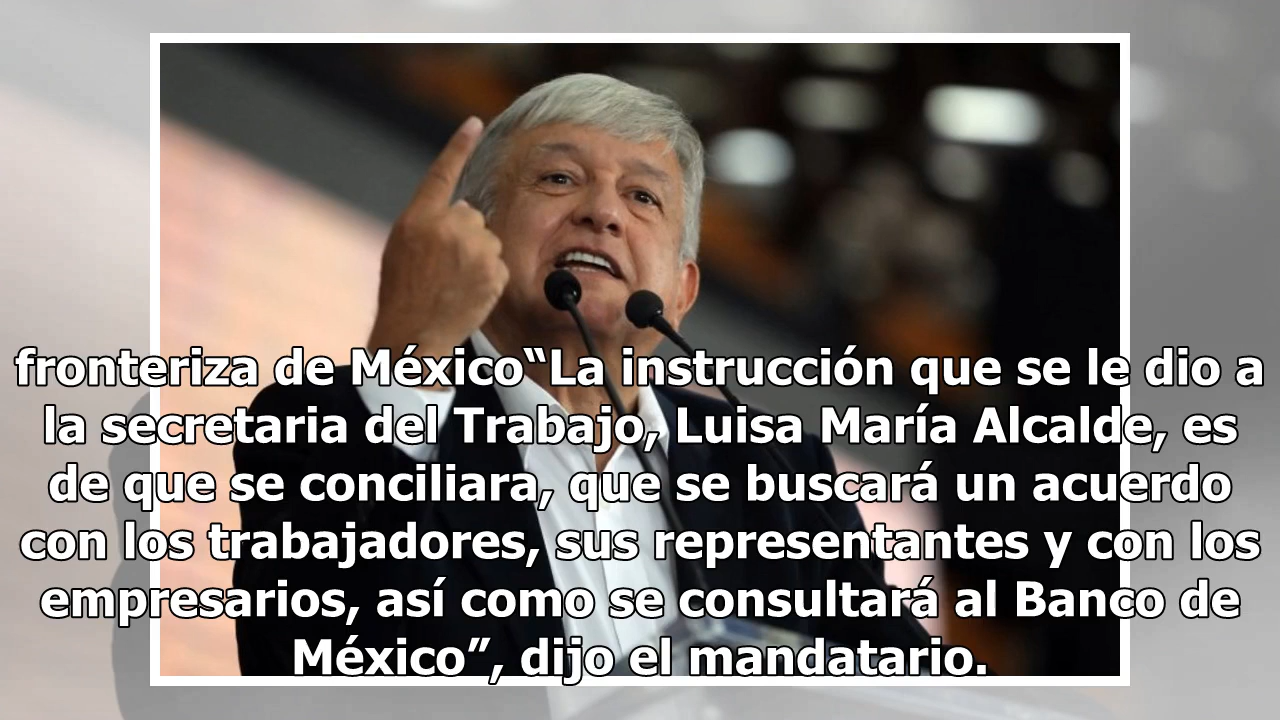 fronteriza de México“La instrucción que se le dio a
la secretaria del Trabajo, Luisa María Alcalde, es
de que se conciliara, que se buscará un acuerdo
con los trabajadores, sus representantes y con los
empresarios, así como se consultará al Banco de
México”, dijo el mandatario.